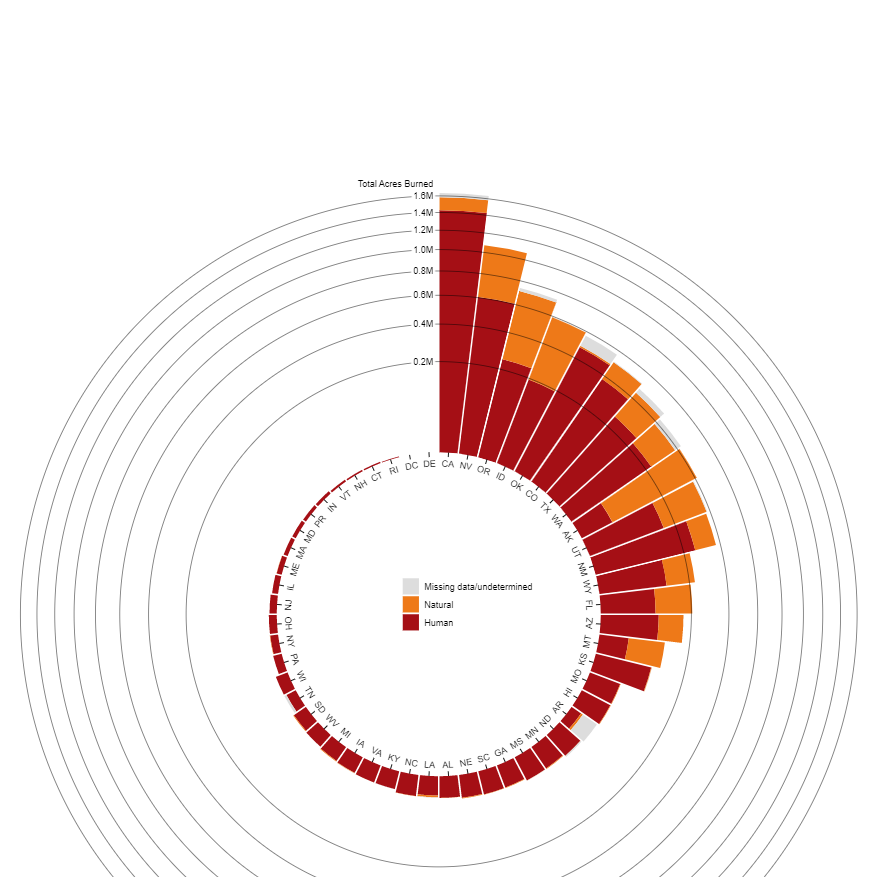 Total Acres Burned
1.6M
1.4M
1.2M
1.0M
0.8M
0.6M
0.4M
0.2M
CA
NV
OR
ID
OK
CO
TX
WA
AK
UT
NM
WY
FL
AZ
MT
KS
MO
HI
AR
ND
MN
MS
GA
SC
NE
AL
LA
NC
KY
VA
IA
MI
WV
SD
TN
WI
PA
NY
HO
NJ
IL
ME
MA
MD
PR
IN
VT
NH
CT
RI
DC
DE
Missing data/undetermined
Natural
Human